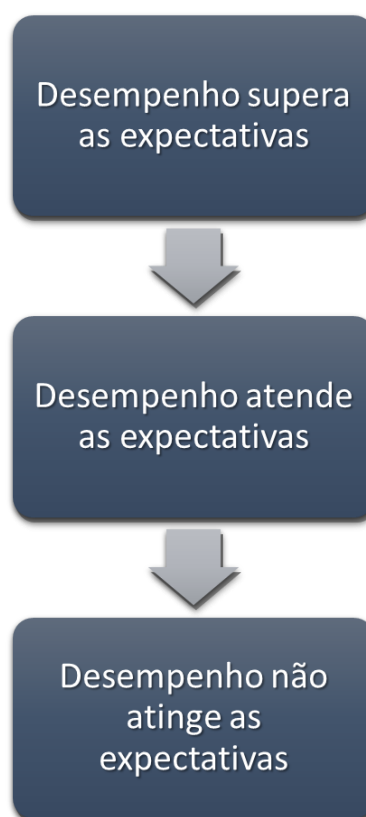 Desempenho supera
as expectativas
Desempenho atende
as expectativas
Desempenho não
atinge as
expectativas